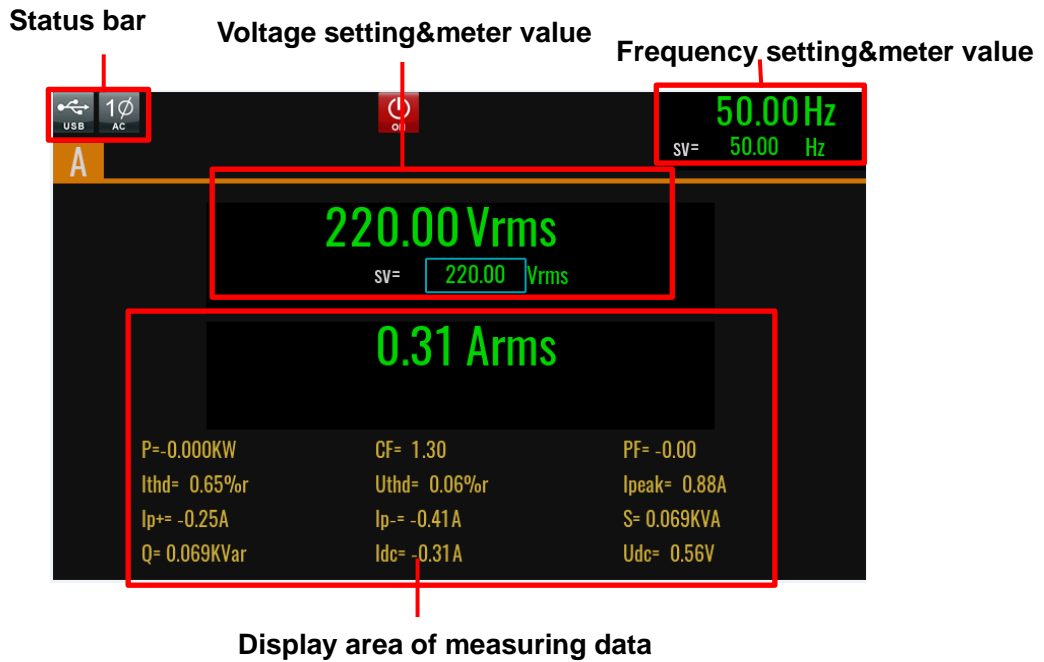 Status bar
Voltage setting&meter value
Frequency setting&meter value
USB
1Ø
AC
ON
50.00 Hz
sv= 50.00 Hz
A
220.00 Vrms
sv= 220.00 Vrms
0.31 Arms
P=-0.000KW CF= 1.30 PF= -0.00
Ithd= 0.65%r Uthd= 0.06%r Ipeak= 0.88A
Ip+= -0.25A Ip-= -0.41A S= 0.069KVA
Q= 0.069KVar Idc= -0.31A Udc= 0.56V
Display area of measuring data